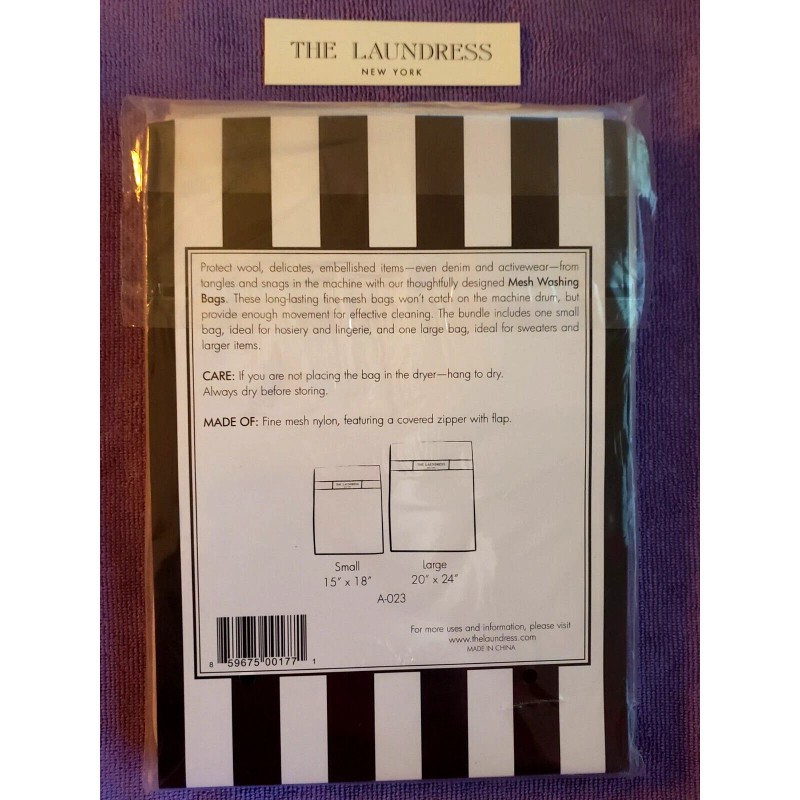 THE LAUNDRESS
NEW YORK
Protect wool, delicates, embellished items—even denim and activewear—from
tangles and snags in the machine with our thoughtfully designed Mesh Washing
Bags. These long-lasting fine-mesh bags won't catch on the machine drum, but
provide enough movement for effective cleaning. The bundle includes one small
bag, ideal for hosiery and lingerie, and one large bag, ideal for sweaters and
larger items.
CARE: If you are not placing the bag in the dryer—hang to dry.
Always dry before storing.
MADE OF: Fine mesh nylon, featuring a covered zipper with flap.
THE LAUNDRESS
THE LAUNDRESS
Small
15" x 18"
Large
20" x 24"
A-023
For more uses and information, please visit
www.thelaundress.com
MADE IN CHINA
8 59675 00177 1